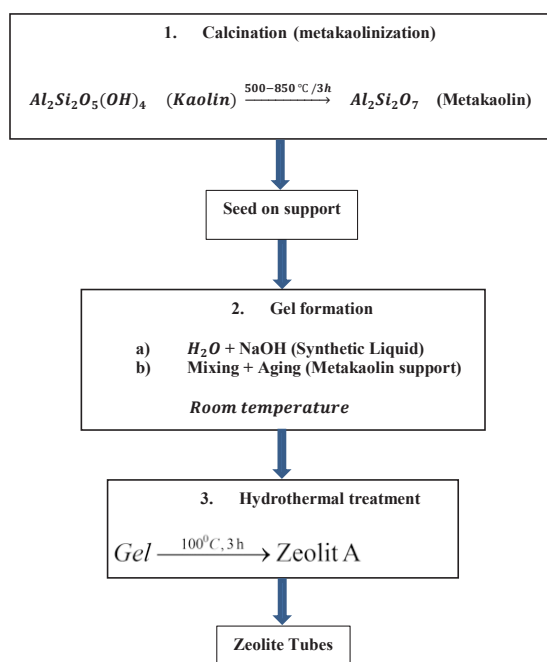 1. Calcination (metakaolinization)
Al₂Si₂O₅(OH)₄ (Kaolin) 500–850 °C/3h → Al₂Si₂O₇ (Metakaolin)
Seed on support
2. Gel formation
a) H₂O + NaOH (Synthetic Liquid)
b) Mixing + Aging (Metakaolin support)
Room temperature
3. Hydrothermal treatment
Gel 100⁰C, 3 h → Zeolit A
Zeolite Tubes